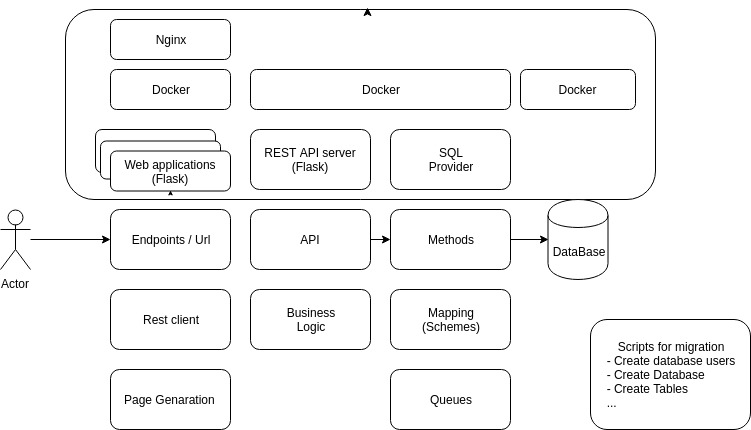 Nginx
Docker
Docker
Docker
Web applications
(Flask)
REST API server
(Flask)
SQL
Provider
Endpoints / Url
API
Methods
DataBase
Actor
Rest client
Business
Logic
Mapping
(Schemes)
Page Genaration
Queues
Scripts for migration
- Create database users
- Create Database
- Create Tables
...